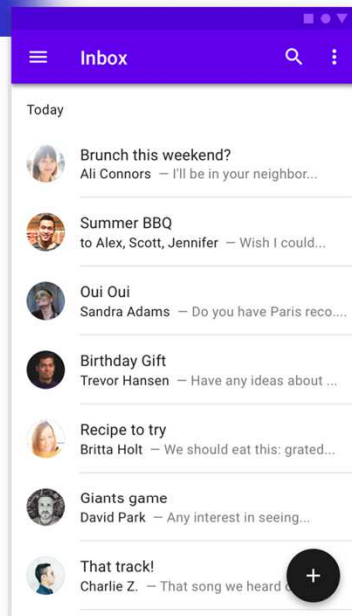 Inbox
Today
Brunch this weekend?
Ali Connors — I'll be in your neighbor...
Summer BBQ
to Alex, Scott, Jennifer — Wish I could...
Oui Oui
Sandra Adams — Do you have Paris reco....
Birthday Gift
Trevor Hansen — Have any ideas about ...
Recipe to try
Britta Holt — We should eat this: grated...
Giants game
David Park — Any interest in seeing...
That track!
Charlie Z. — That song we heard